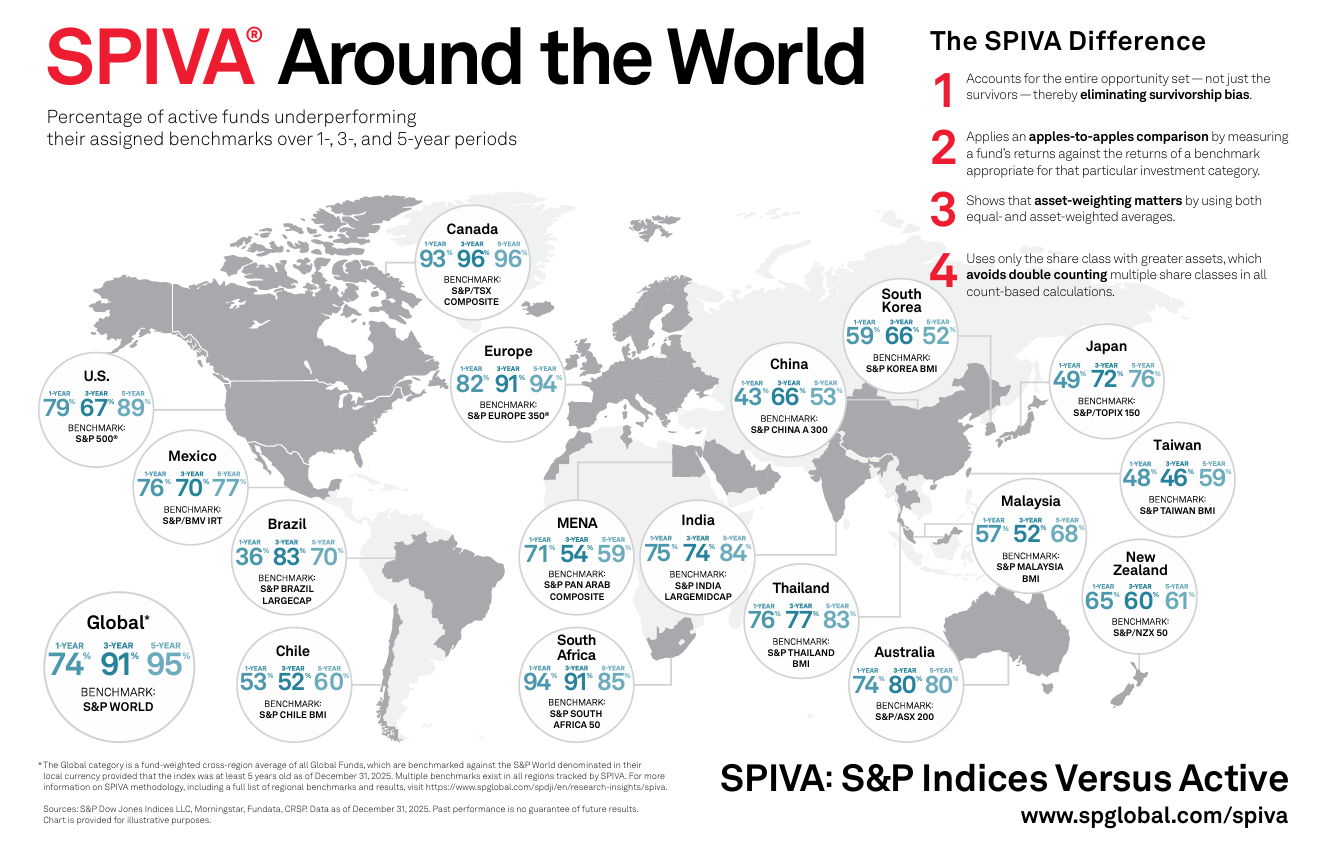 SPIVA® Around the World
Percentage of active funds underperforming
their assigned benchmarks over 1-, 3-, and 5-year periods
The SPIVA Difference
1
Accounts for the entire opportunity set — not just the
survivors — thereby eliminating survivorship bias.
2
Applies an apples-to-apples comparison by measuring
a fund's returns against the returns of a benchmark
appropriate for that particular investment category.
3
Shows that asset-weighting matters by using both
equal- and asset-weighted averages.
4
Uses only the share class with greater assets, which
avoids double counting multiple share classes in all
count-based calculations.
Canada
1-YEAR 3-YEAR 5-YEAR
93% 96% 96%
BENCHMARK:
S&P/TSX
COMPOSITE
South
Korea
1-YEAR 3-YEAR 5-YEAR
59% 66% 52%
BENCHMARK:
S&P KOREA BMI
Europe
1-YEAR 3-YEAR 5-YEAR
82% 91% 94%
BENCHMARK:
S&P EUROPE 350®
China
1-YEAR 3-YEAR 5-YEAR
43% 66% 53%
BENCHMARK:
S&P CHINA A 300
Japan
1-YEAR 3-YEAR 5-YEAR
49% 72% 76%
BENCHMARK:
S&P/TOPIX 150
U.S.
1-YEAR 3-YEAR 5-YEAR
79% 67% 89%
BENCHMARK:
S&P 500®
Mexico
1-YEAR 3-YEAR 5-YEAR
76% 70% 77%
BENCHMARK:
S&P/BMV IRT
Taiwan
1-YEAR 3-YEAR 5-YEAR
48% 46% 59%
BENCHMARK:
S&P TAIWAN BMI
Brazil
1-YEAR 3-YEAR 5-YEAR
36% 83% 70%
BENCHMARK:
S&P BRAZIL
LARGECAP
MENA
1-YEAR 3-YEAR 5-YEAR
71% 54% 59%
BENCHMARK:
S&P PAN ARAB
COMPOSITE
India
1-YEAR 3-YEAR 5-YEAR
75% 74% 84%
BENCHMARK:
S&P INDIA
LARGEMIDCAP
Malaysia
1-YEAR 3-YEAR 5-YEAR
57% 52% 68%
BENCHMARK:
S&P MALAYSIA
BMI
New
Zealand
1-YEAR 3-YEAR 5-YEAR
65% 60% 61%
BENCHMARK:
S&P/NZX 50
Thailand
1-YEAR 3-YEAR 5-YEAR
76% 77% 83%
BENCHMARK:
S&P THAILAND
BMI
Global*
1-YEAR 3-YEAR 5-YEAR
74% 91% 95%
BENCHMARK:
S&P WORLD
Chile
1-YEAR 3-YEAR 5-YEAR
53% 52% 60%
BENCHMARK:
S&P CHILE BMI
South
Africa
1-YEAR 3-YEAR 5-YEAR
94% 91% 85%
BENCHMARK:
S&P SOUTH
AFRICA 50
Australia
1-YEAR 3-YEAR 5-YEAR
74% 80% 80%
BENCHMARK:
S&P/ASX 200
*The Global category is a fund-weighted cross-region average of all Global Funds, which are benchmarked against the S&P World denominated in their
local currency provided that the index was at least 5 years old as of December 31, 2025. Multiple benchmarks exist in all regions tracked by SPIVA. For more
information on SPIVA methodology, including a full list of regional benchmarks and results, visit https://www.spglobal.com/spdji/en/research-insights/spiva.
Sources: S&P Dow Jones Indices LLC, Morningstar, Fundata, CRSP. Data as of December 31, 2025. Past performance is no guarantee of future results.
Chart is provided for illustrative purposes.
SPIVA: S&P Indices Versus Active
www.spglobal.com/spiva